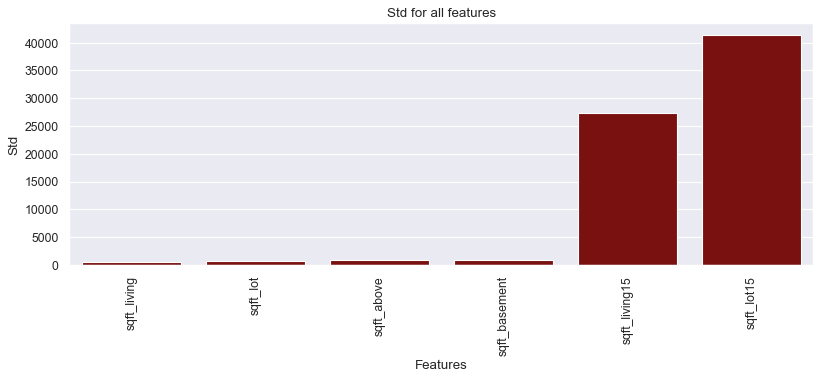 Std for all features
40000
35000
30000
25000
20000
15000
10000
5000
0
Std
sqft_living
sqft_lot
sqft_above
sqft_basement
sqft_living15
sqft_lot15
Features